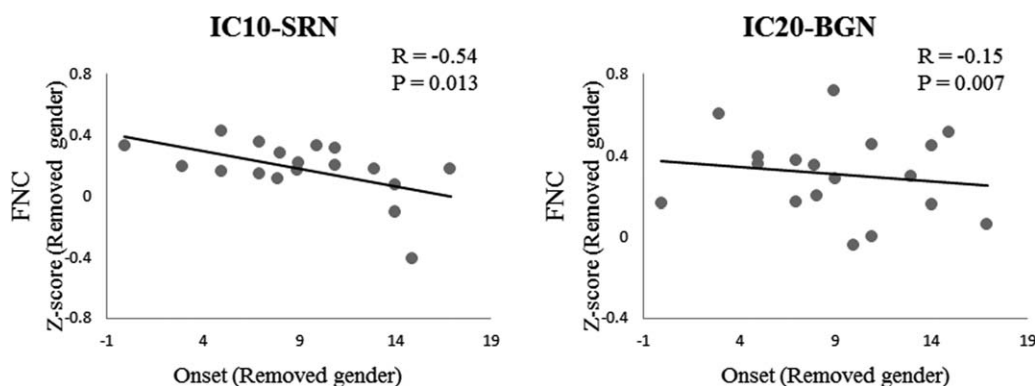 IC10-SRN
R = -0.54
P = 0.013
FNC
Z-score (Removed gender)
0.8
0.4
0
-0.4
-0.8
-1
4
9
14
19
Onset (Removed gender)
IC20-BGN
R = -0.15
P = 0.007
FNC
Z-score (Removed gender)
0.8
0.4
0
-0.4
-1
4
9
14
19
Onset (Removed gender)